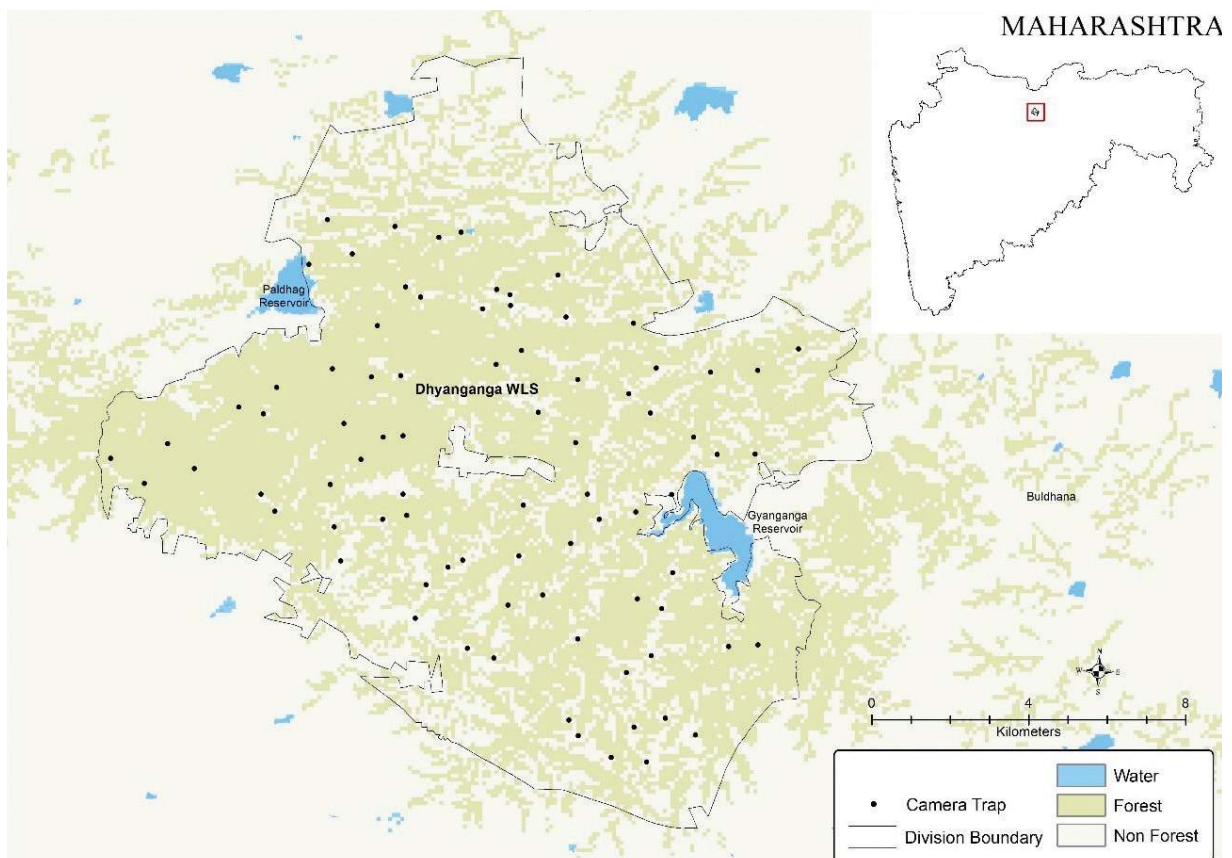 MAHARASHTRA
Paldhag
Reservoir
Dhyanganga WLS
Buldhana
Gyanganga
Reservoir
N
W E
S
0 4 8
Kilometers
Water
Camera Trap
Forest
Division Boundary
Non Forest